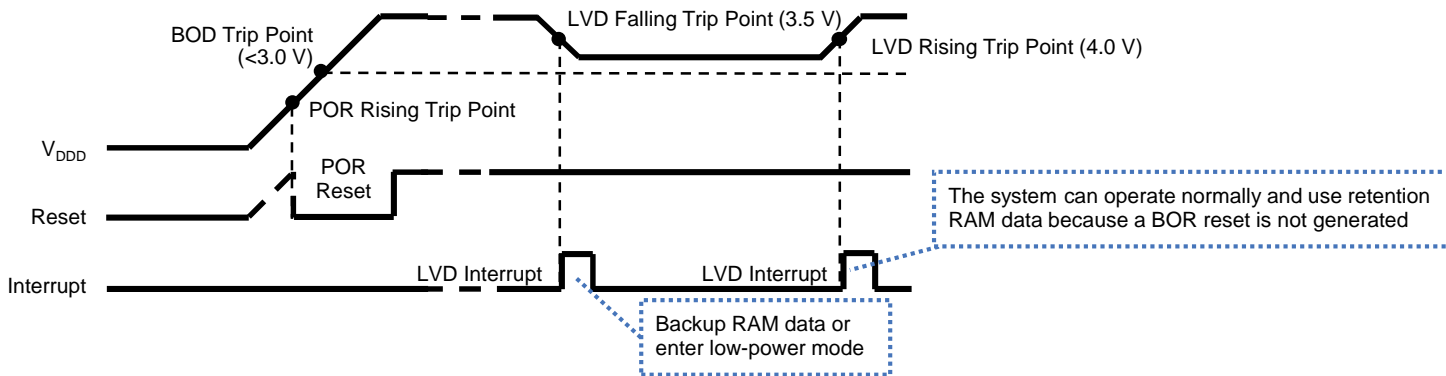 BOD Trip Point
(<3.0 V)
LVD Falling Trip Point (3.5 V)
LVD Rising Trip Point (4.0 V)
POR Rising Trip Point
VDDD
POR
Reset
Reset
The system can operate normally and use retention
RAM data because a BOR reset is not generated
LVD Interrupt
LVD Interrupt
Interrupt
Backup RAM data or
enter low-power mode